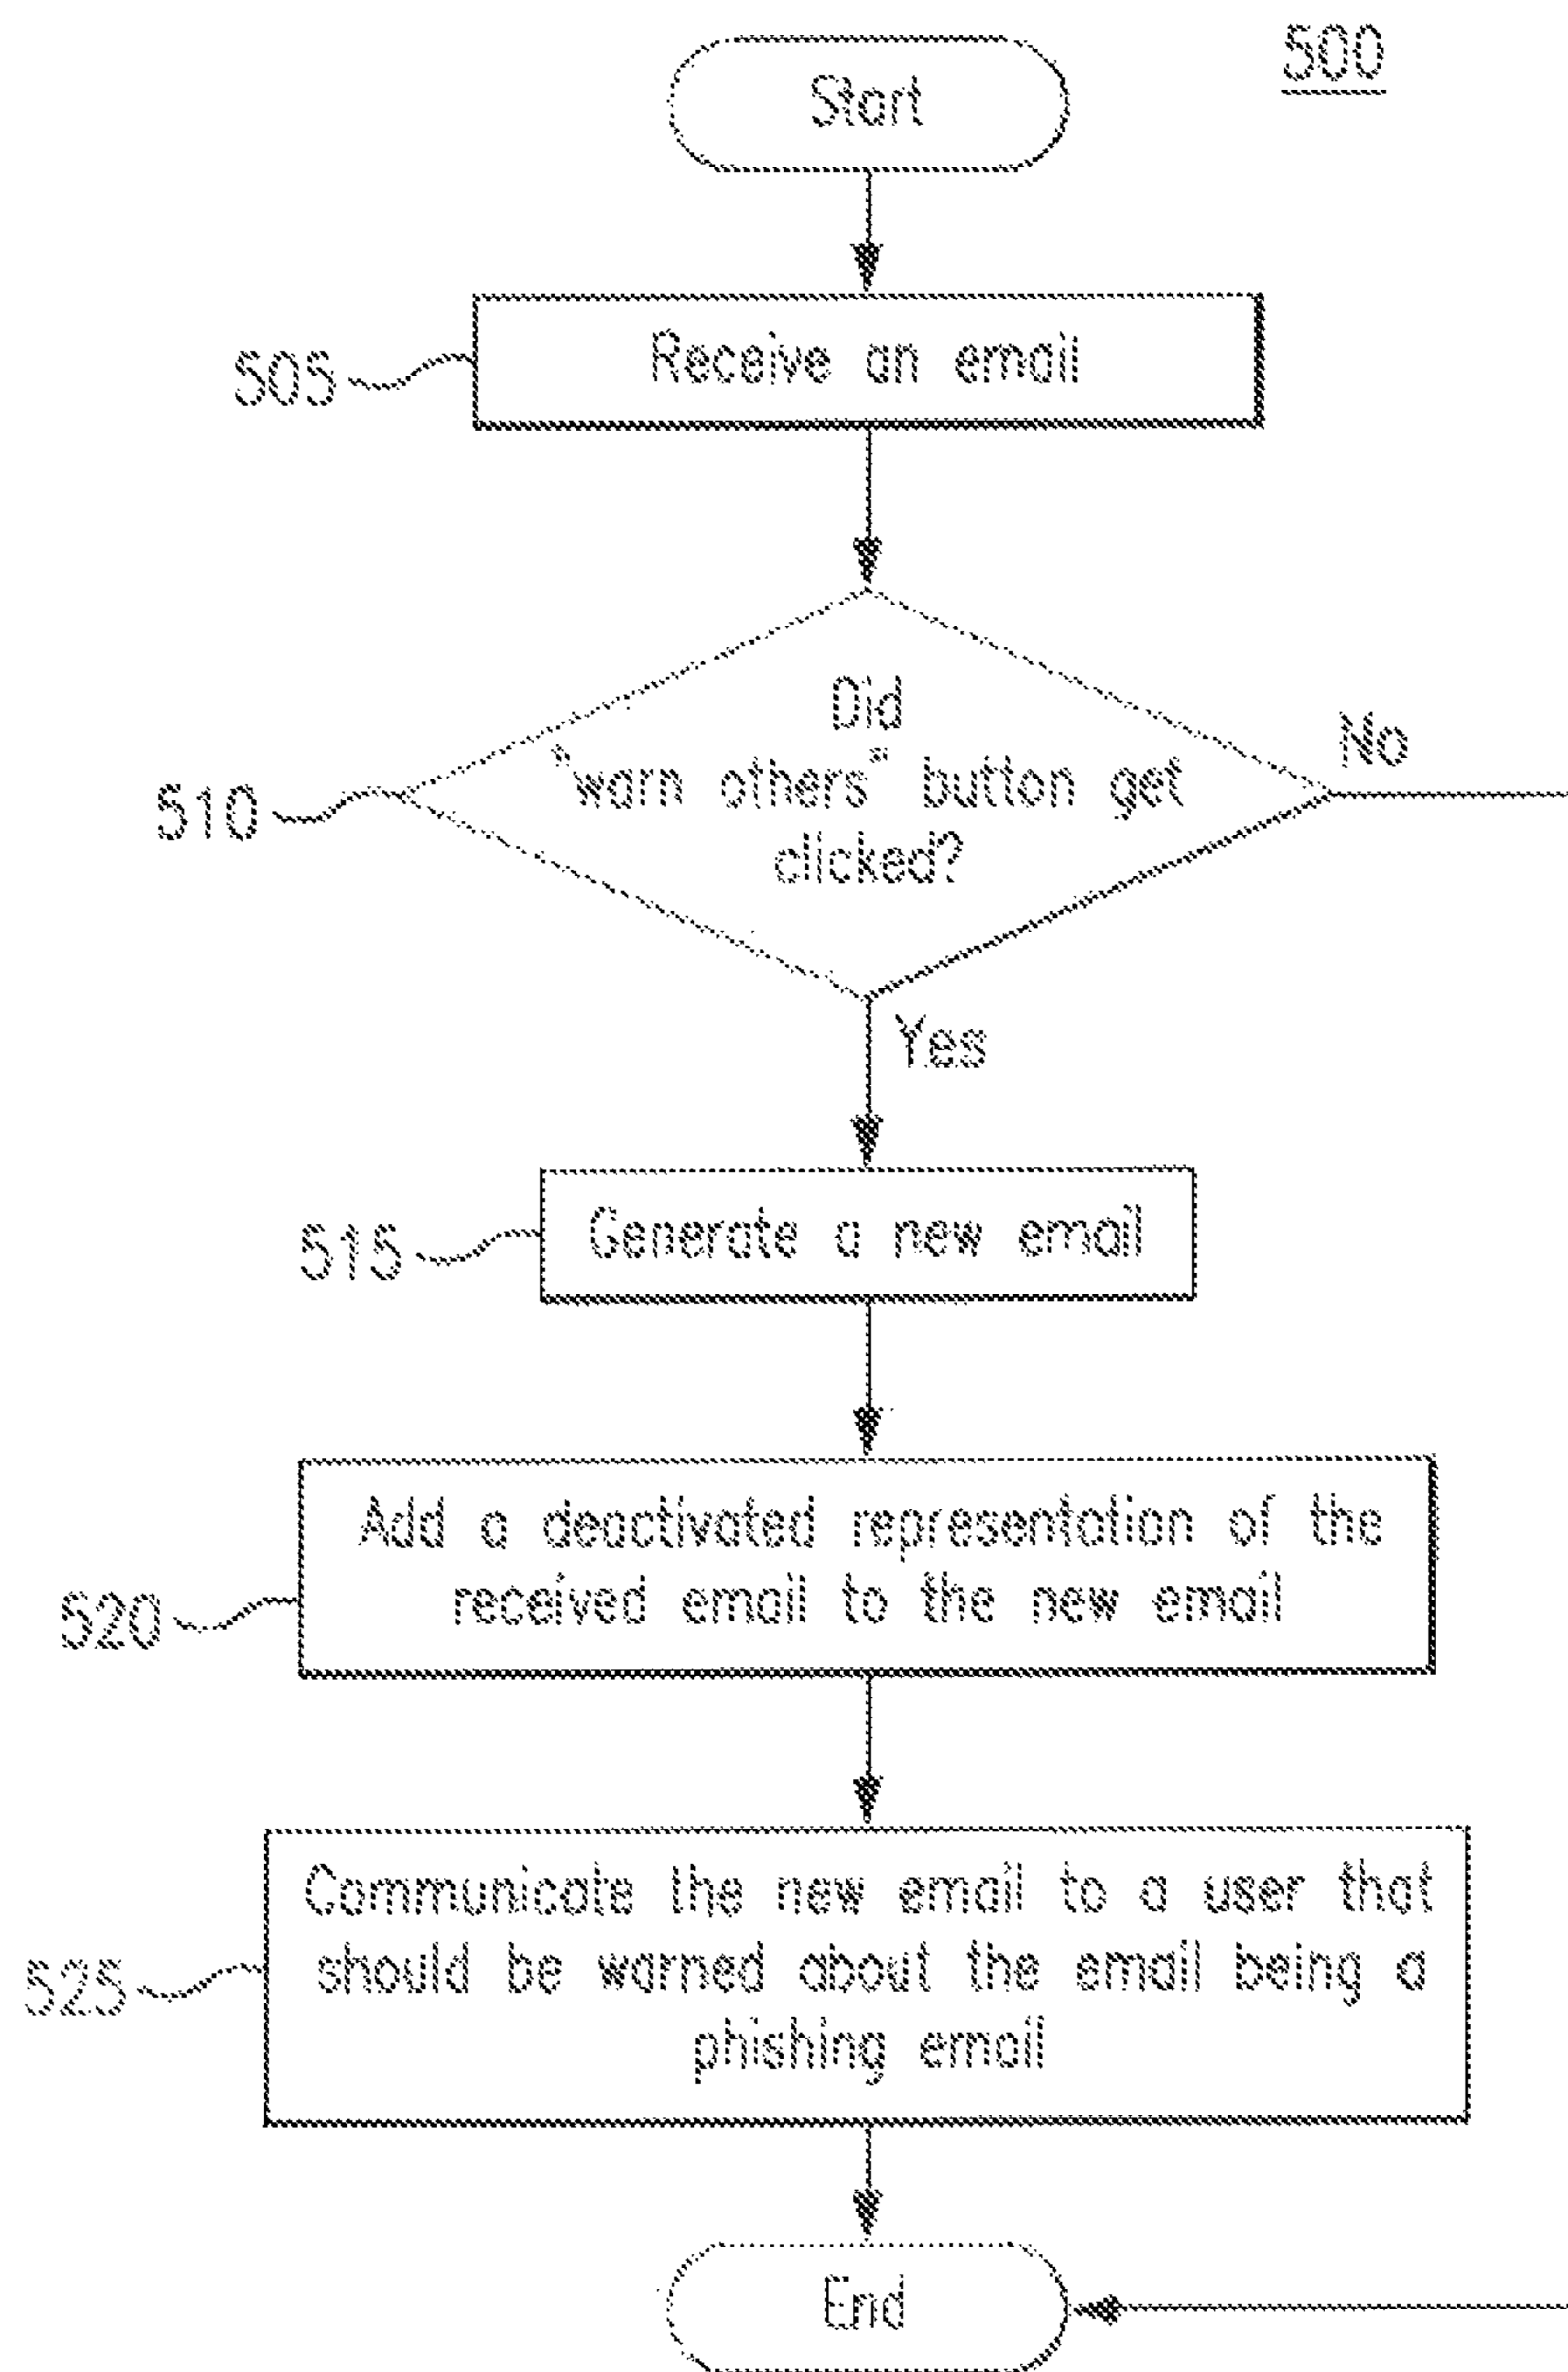 500
Start
505
Receive an email
510
Did
"warn others" button get
clicked?
No
Yes
515
Generate a new email
520
Add a deactivated representation of the
received email to the new email
525
Communicate the new email to a user that
should be warned about the email being a
phishing email
End